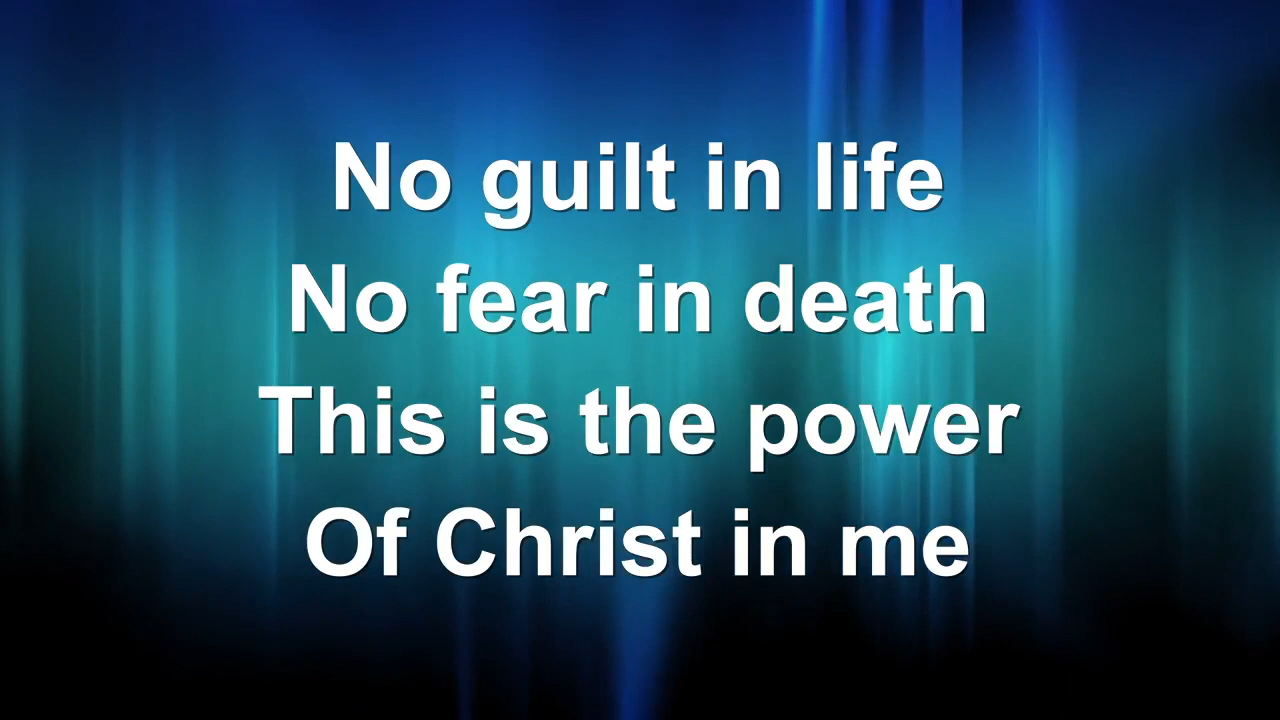 No guilt in life
No fear in death
This is the power
Of Christ in me